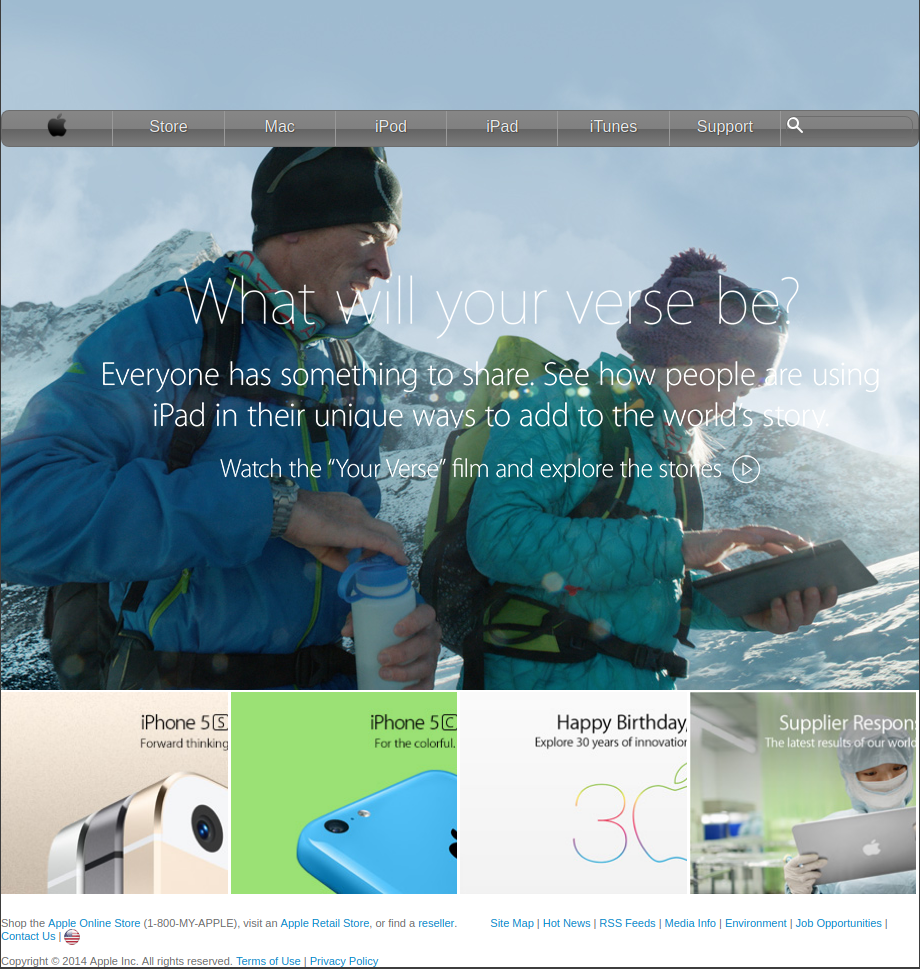 Store Mac iPod iPad iTunes Support
What will your verse be?
Everyone has something to share. See how people are using
iPad in their unique ways to add to the world's story.
Watch the “Your Verse” film and explore the stories
iPhone 5S
Forward thinking
iPhone 5C
For the colorful.
Happy Birthday,
Explore 30 years of innovation
30
Supplier Respons
The latest results of our world
Shop the Apple Online Store (1-800-MY-APPLE), visit an Apple Retail Store, or find a reseller. Site Map | Hot News | RSS Feeds | Media Info | Environment | Job Opportunities |
Contact Us |
Copyright © 2014 Apple Inc. All rights reserved. Terms of Use | Privacy Policy